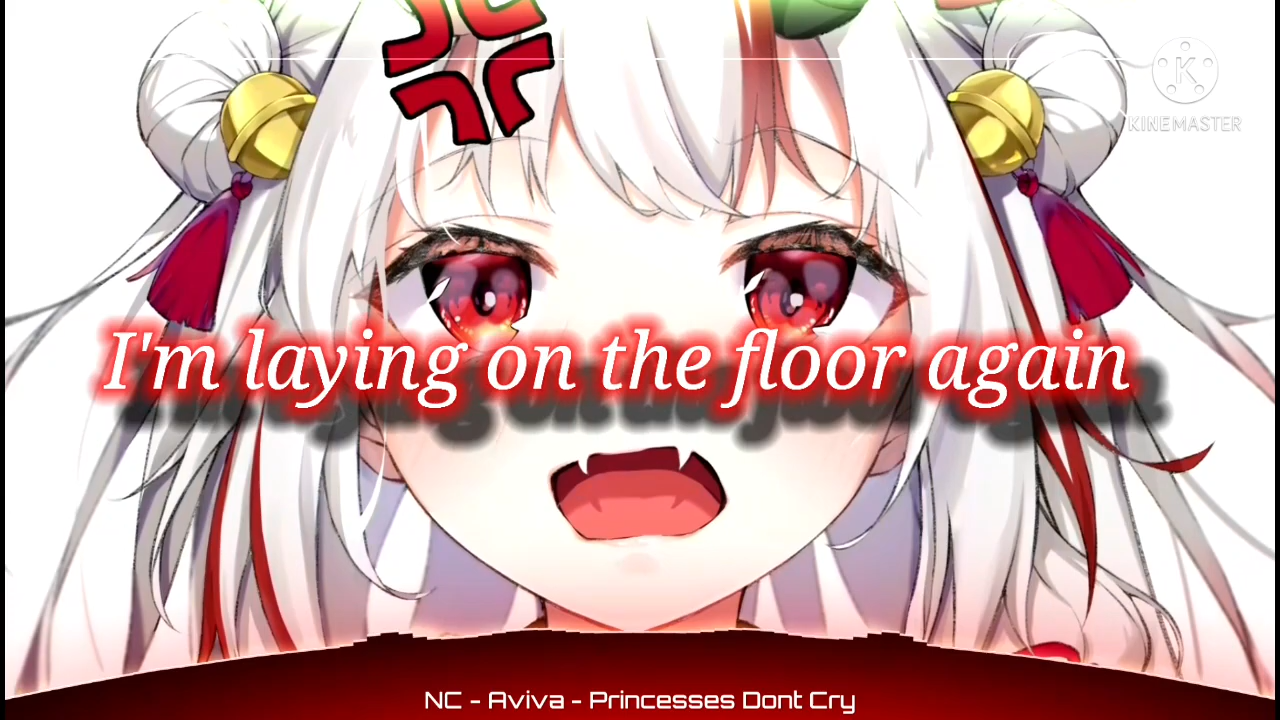 KINEMASTER
I'm laying on the floor again
NC - Aviva - Princesses Dont Cry